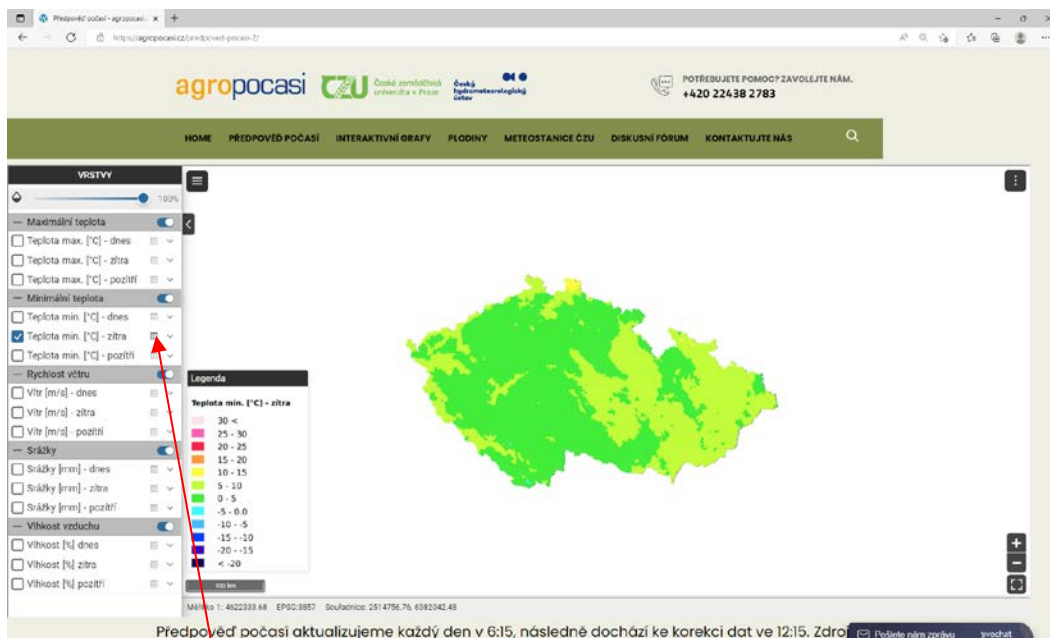 Předpověď počasí - agropocasi.
https://agropocasi.cz/predpoved-pocasi-2/
agropocasi
ČZU
Česká zemědělská
univerzita v Praze
Český
hydrometeorologický
ústav
POTŘEBUJETE POMOC? ZAVOLEJTE NÁM.
+420 22438 2783
HOME PŘEDPOVĚĎ POČASÍ INTERAKTIVNÍ GRAFY PLODINY METEOSTANICE ČZU DISKUSNÍ FÓRUM KONTAKTUJTE NÁS
VRSTVY
100%
Maximální teplota
Teplota max. [°C] - dnes
Teplota max. [°C] - zítra
Teplota max. [°C] - pozítří
Minimální teplota
Teplota min. [°C] - dnes
Teplota min. [°C] - zítra
Teplota min. [°C] - pozítří
Rychlost větru
Vítr [m/s] - dnes
Vítr [m/s] - zítra
Vítr [m/s] - pozítří
Srážky
Srážky [mm] - dnes
Srážky [mm] - zítra
Srážky [mm] - pozítří
Vlhkost vzduchu
Vlhkost [%] dnes
Vlhkost [%] zítra
Vlhkost [%] pozítří
Legenda
Teplota min. [°C] - zítra
30 <
25 - 30
20 - 25
15 - 20
10 - 15
5 - 10
0 - 5
-5 - 0.0
-10 - -5
-15 - -10
-20 - -15
< -20
Měřítko 1: 4622333.68 EPSG:3857 Souřadnice: 2514756.76, 6382042.48
Předpověď počasí aktualizujeme každý den v 6:15, následně dochází ke korekci dat ve 12:15. Zdroj
Pošlete nám zprávu